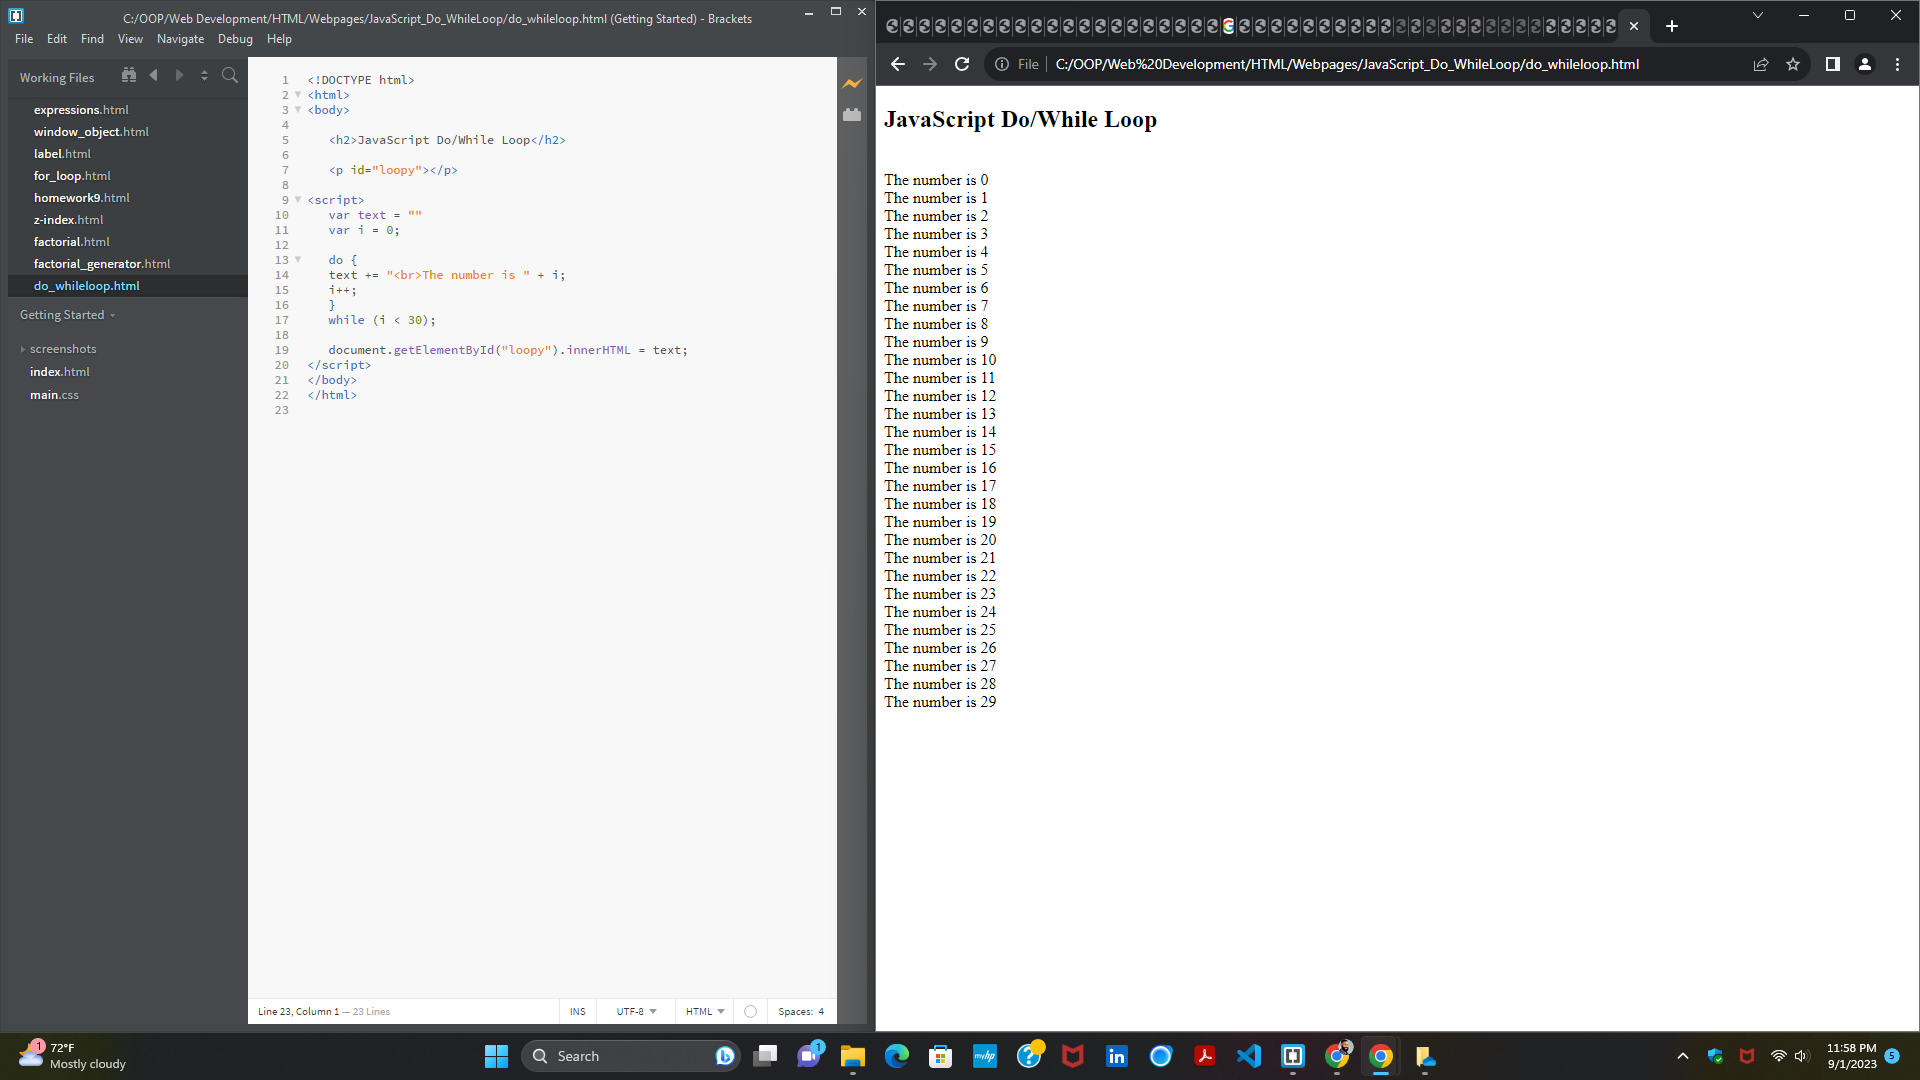 C:/OOP/Web Development/HTML/Webpages/JavaScript_Do_WhileLoop/do_whileloop.html (Getting Started) - Brackets
File Edit Find View Navigate Debug Help
Working Files
expressions.html
window_object.html
label.html
for_loop.html
homework9.html
z-index.html
factorial.html
factorial_generator.html
do_whileloop.html
Getting Started
screenshots
index.html
main.css
1 <!DOCTYPE html>
2 <html>
3 <body>
4
5 <h2>JavaScript Do/While Loop</h2>
6
7 <p id="loopy"></p>
8
9 <script>
10 var text = ""
11 var i = 0;
12
13 do {
14 text += "<br>The number is " + i;
15 i++;
16 }
17 while (i < 30);
18
19 document.getElementById("loopy").innerHTML = text;
20 </script>
21 </body>
22 </html>
23
Line 23, Column 1 — 23 Lines
INS
UTF-8
HTML
Spaces: 4
File
C:/OOP/Web%20Development/HTML/Webpages/JavaScript_Do_WhileLoop/do_whileloop.html
JavaScript Do/While Loop
The number is 0
The number is 1
The number is 2
The number is 3
The number is 4
The number is 5
The number is 6
The number is 7
The number is 8
The number is 9
The number is 10
The number is 11
The number is 12
The number is 13
The number is 14
The number is 15
The number is 16
The number is 17
The number is 18
The number is 19
The number is 20
The number is 21
The number is 22
The number is 23
The number is 24
The number is 25
The number is 26
The number is 27
The number is 28
The number is 29
1
72°F
Mostly cloudy
Search
1
myhp
in
11:58 PM
9/1/2023
5